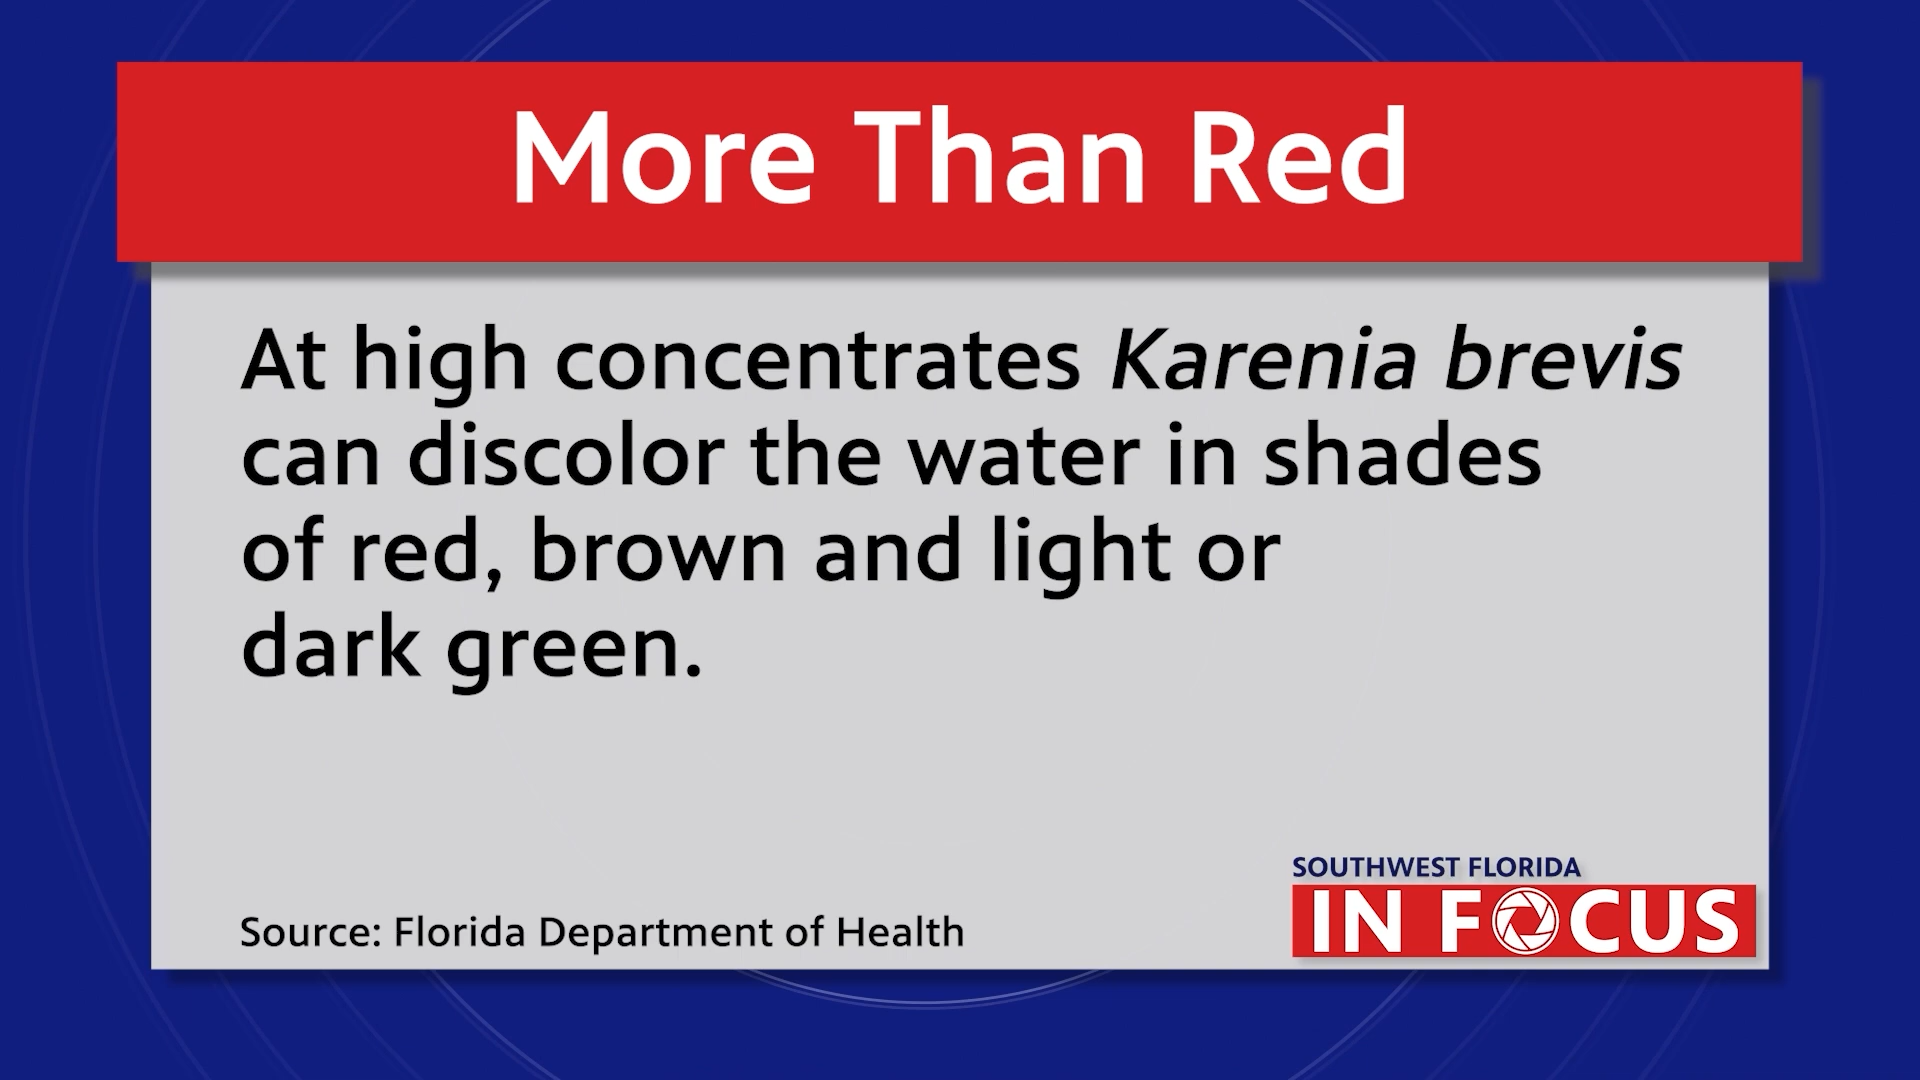 More Than Red
At high concentrates Karenia brevis
can discolor the water in shades
of red, brown and light or
dark green.
Source: Florida Department of Health
SOUTHWEST FLORIDA
IN FOCUS